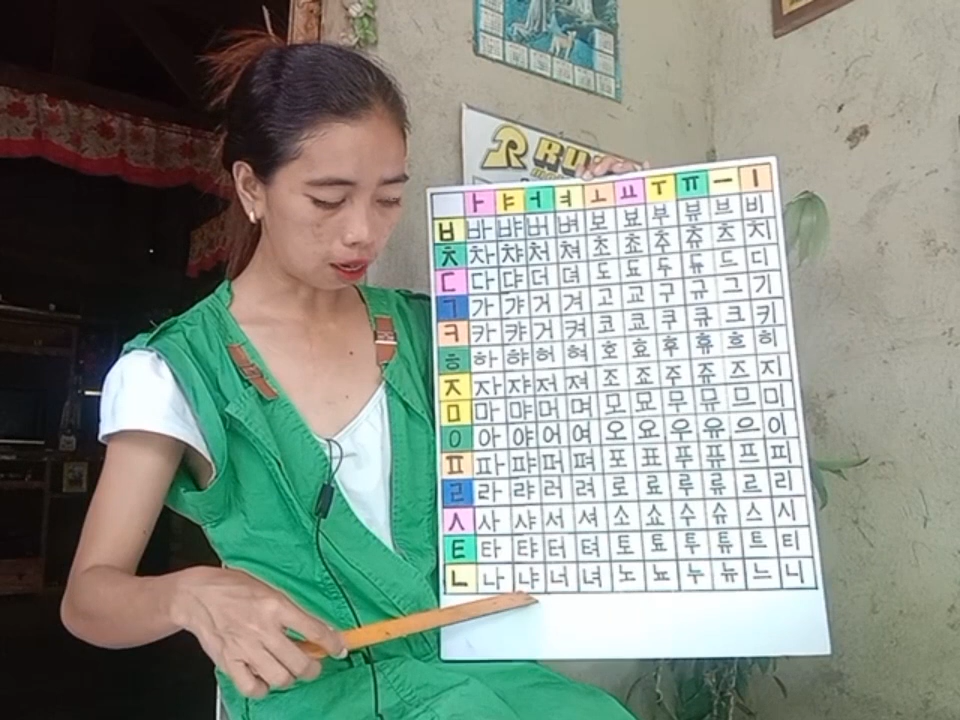 R RU
ㅏ ㅑ ㅓ ㅕ ㅗ ㅛ ㅜ ㅠ ㅡ ㅣ
ㅂ 바 뱌 버 벼 보 뵤 부 뷰 브 비
ㅊ 차 챠 처 쳐 초 쵸 추 츄 츠 치
ㄷ 다 댜 더 뎌 도 됴 두 듀 드 디
ㄱ 가 갸 거 겨 고 교 구 규 그 기
ㅋ 카 캬 커 켜 코 쿄 쿠 큐 크 키
ㅎ 하 햐 허 혀 호 효 후 휴 흐 히
ㅈ 자 쟈 저 져 조 죠 주 쥬 즈 지
ㅁ 마 먀 머 며 모 묘 무 뮤 므 미
ㅇ 아 야 어 여 오 요 우 유 으 이
ㅍ 파 퍄 퍼 펴 포 표 푸 퓨 프 피
ㄹ 라 랴 러 려 로 료 루 류 르 리
ㅅ 사 샤 서 셔 소 쇼 수 슈 스 시
ㅌ 타 탸 터 텨 토 툐 투 튜 트 티
ㄴ 나 냐 너 녀 노 뇨 누 뉴 느 니